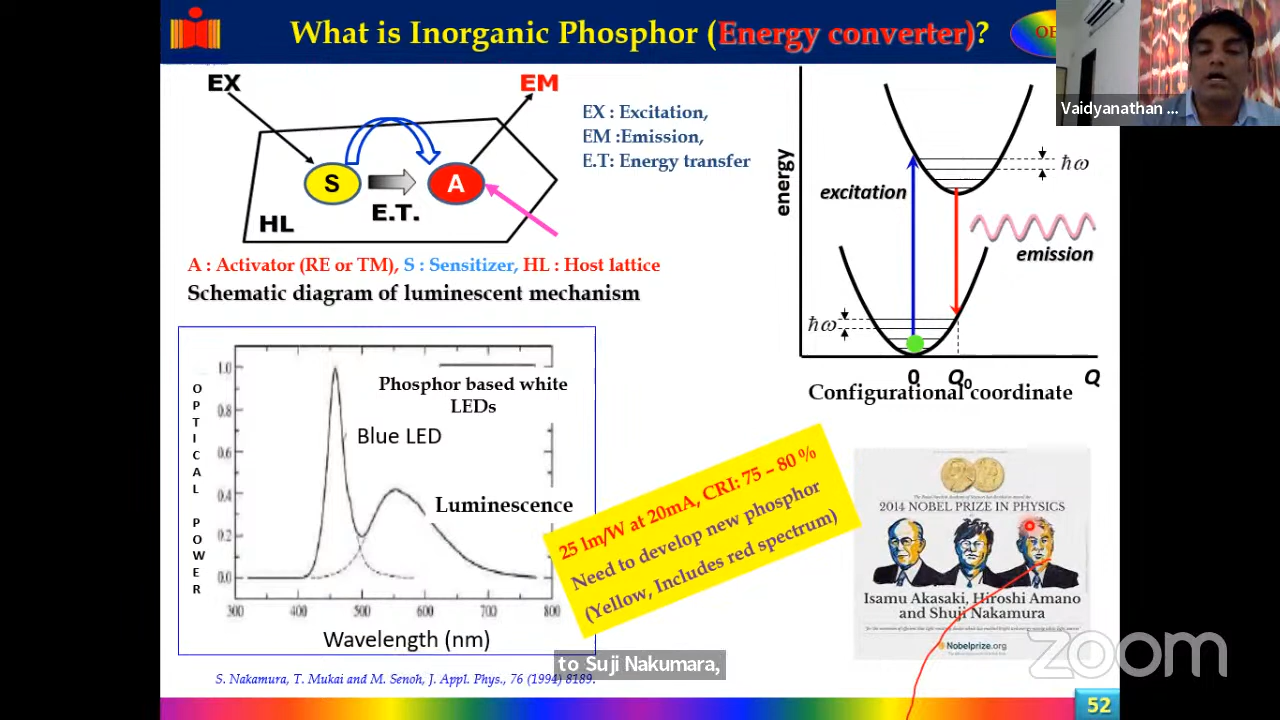 What is Inorganic Phosphor (Energy converter)?
OE
Vaidyanathan ...
EX
EM
EX : Excitation,
EM :Emission,
E.T: Energy transfer
S
A
E.T.
HL
A : Activator (RE or TM), S : Sensitizer, HL : Host lattice
Schematic diagram of luminescent mechanism
energy
excitation
ħω
emission
ħω
0
Q₀
Q
Configurational coordinate
OPTICAL POWER
1.0
0.8
0.6
0.4
0.2
0.0
Phosphor based white
LEDs
Blue LED
Luminescence
300
400
500
600
700
800
Wavelength (nm)
25 lm/W at 20mA, CRI: 75 – 80 %
Need to develop new phosphor
(Yellow, Includes red spectrum)
2014 NOBEL PRIZE IN PHYSICS
Isamu Akasaki, Hiroshi Amano
and Shuji Nakamura
Nobelprize.org
zoom
to Suji Nakumara,
S. Nakamura, T. Mukai and M. Senoh, J. Appl. Phys., 76 (1994) 8189.
52